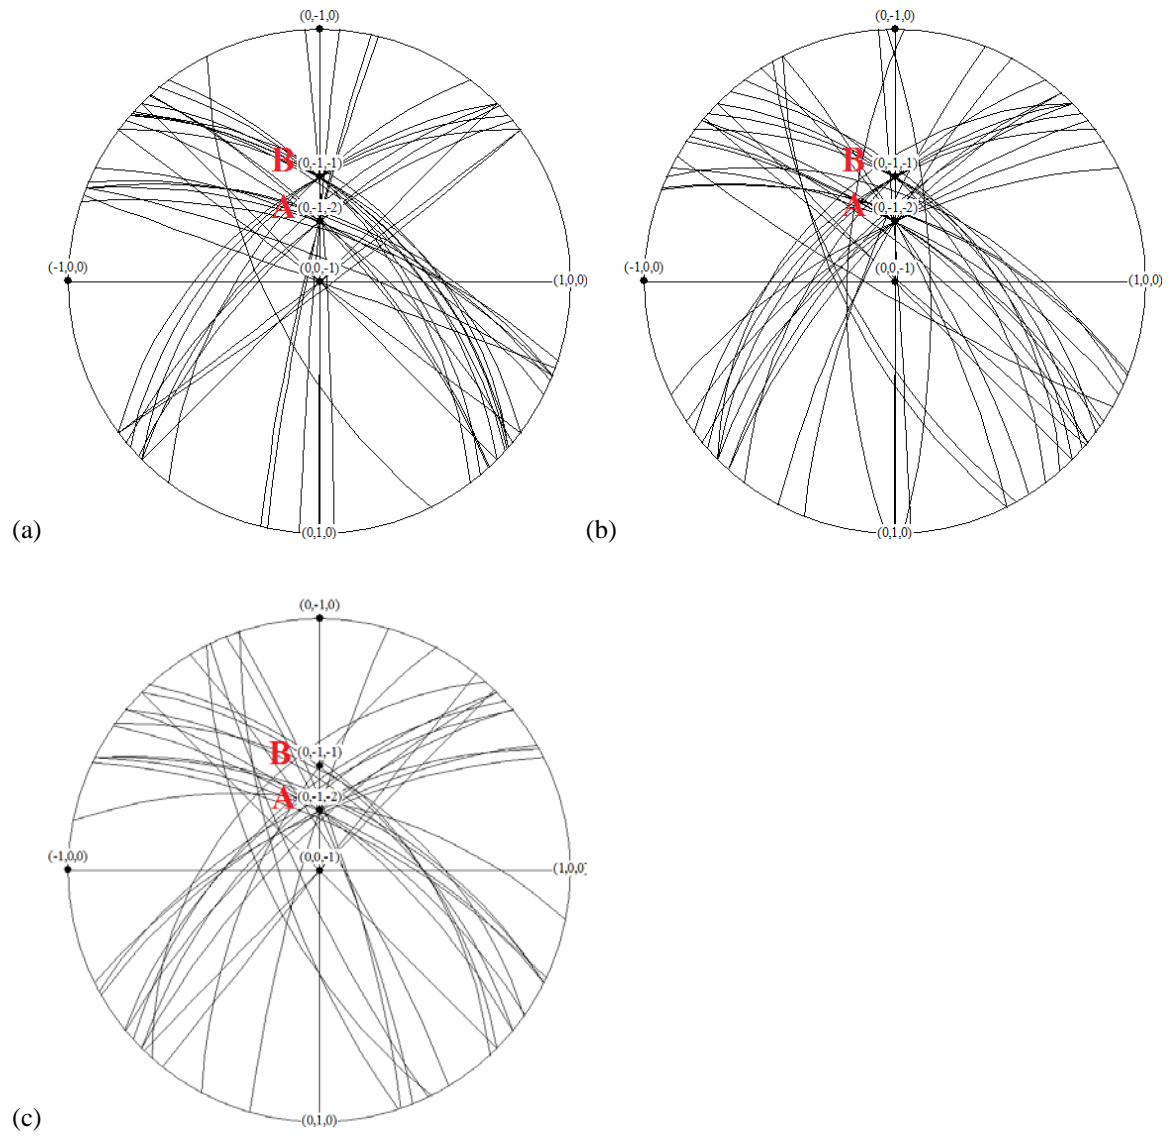 (0,-1,0)
B (0,-1,-1)
A (0,-1,-2)
(-1,0,0) (0,0,-1) (1,0,0)
(a) (0,1,0)
(0,-1,0)
B (0,-1,-1)
A (0,-1,-2)
(-1,0,0) (0,0,-1) (1,0,0)
(b) (0,1,0)
(0,-1,0)
B (0,-1,-1)
A (0,-1,-2)
(-1,0,0) (0,0,-1) (1,0,0)
(c) (0,1,0)